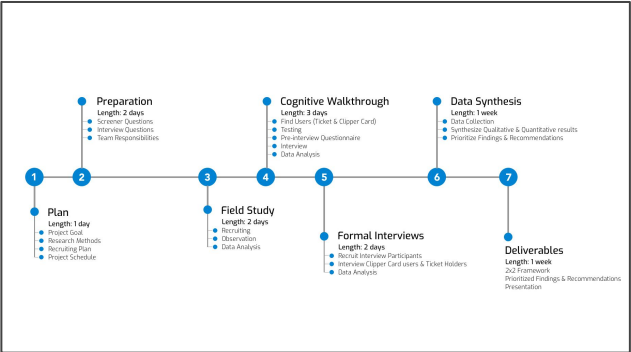 Preparation
Length: 2 days
Screener Questions
Interview Questions
Team Responsibilities
Cognitive Walkthrough
Length: 3 days
Find Users (Ticket & Clipper Card)
Testing
Pre-interview Questionnaire
Interview
Data Analysis
Data Synthesis
Length: 1 week
Data Collection
Synthesize Qualitative & Quantitative results
Prioritize Findings & Recommendations
1
2
3
4
5
6
7
Plan
Length: 1 day
Project Goal
Research Methods
Recruiting Plan
Project Schedule
Field Study
Length: 2 days
Recruiting
Observation
Data Analysis
Formal Interviews
Length: 2 days
Recruit Interview Participants
Interview Clipper Card users & Ticket Holders
Data Analysis
Deliverables
Length: 1 week
2x2 Framework
Prioritized Findings & Recommendations
Presentation